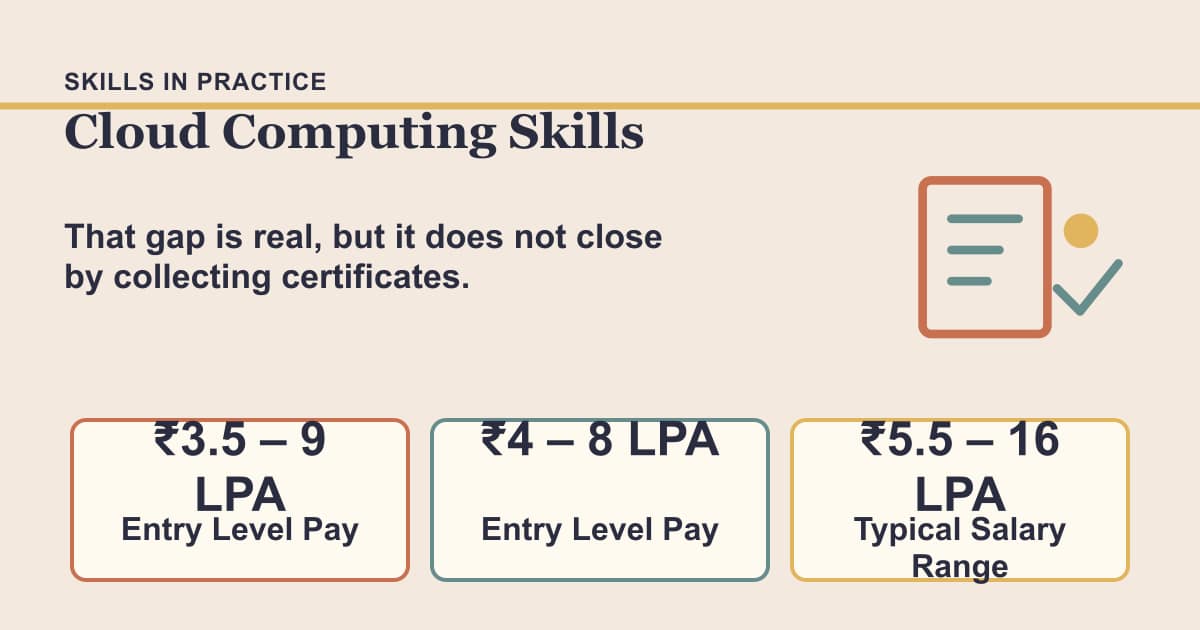 SKILLS IN PRACTICE
Cloud Computing Skills
That gap is real, but it does not close
by collecting certificates.
₹3.5 – 9
LPA
Entry Level Pay
₹4 – 8 LPA
Entry Level Pay
₹5.5 – 16
LPA
Typical Salary
Range